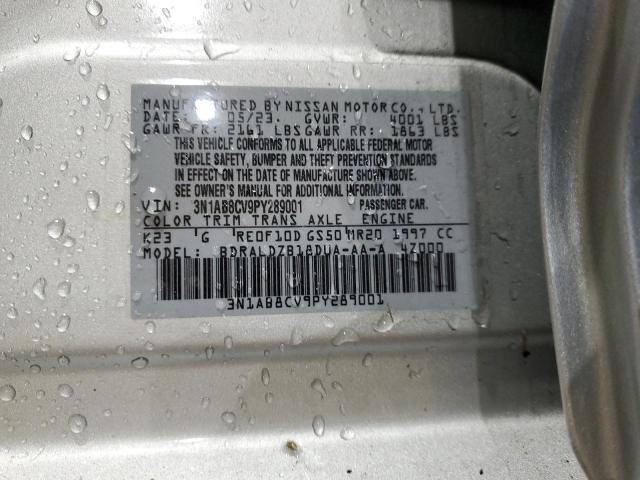 MANUFACTURED BY NISSAN MOTOR CO., LTD.
DATE: 05/23. GVWR: 4001 LBS
GAWR FR: 2161 LBS GAWR RR: 1863 LBS
THIS VEHICLE CONFORMS TO ALL APPLICABLE FEDERAL MOTOR
VEHICLE SAFETY, BUMPER AND THEFT PREVENTION STANDARDS
IN EFFECT ON THE DATE OF MANUFACTURE SHOWN ABOVE.
SEE OWNER'S MANUAL FOR ADDITIONAL INFORMATION.
VIN: 3N1AB8CV9PY289001 PASSENGER CAR.
COLOR TRIM TRANS AXLE ENGINE
K23 G RE0F10D GS50 MR20 1997 CC
MODEL: BDRALDZB18DUA-AA-A 4Z000
3N1AB8CV9PY289001